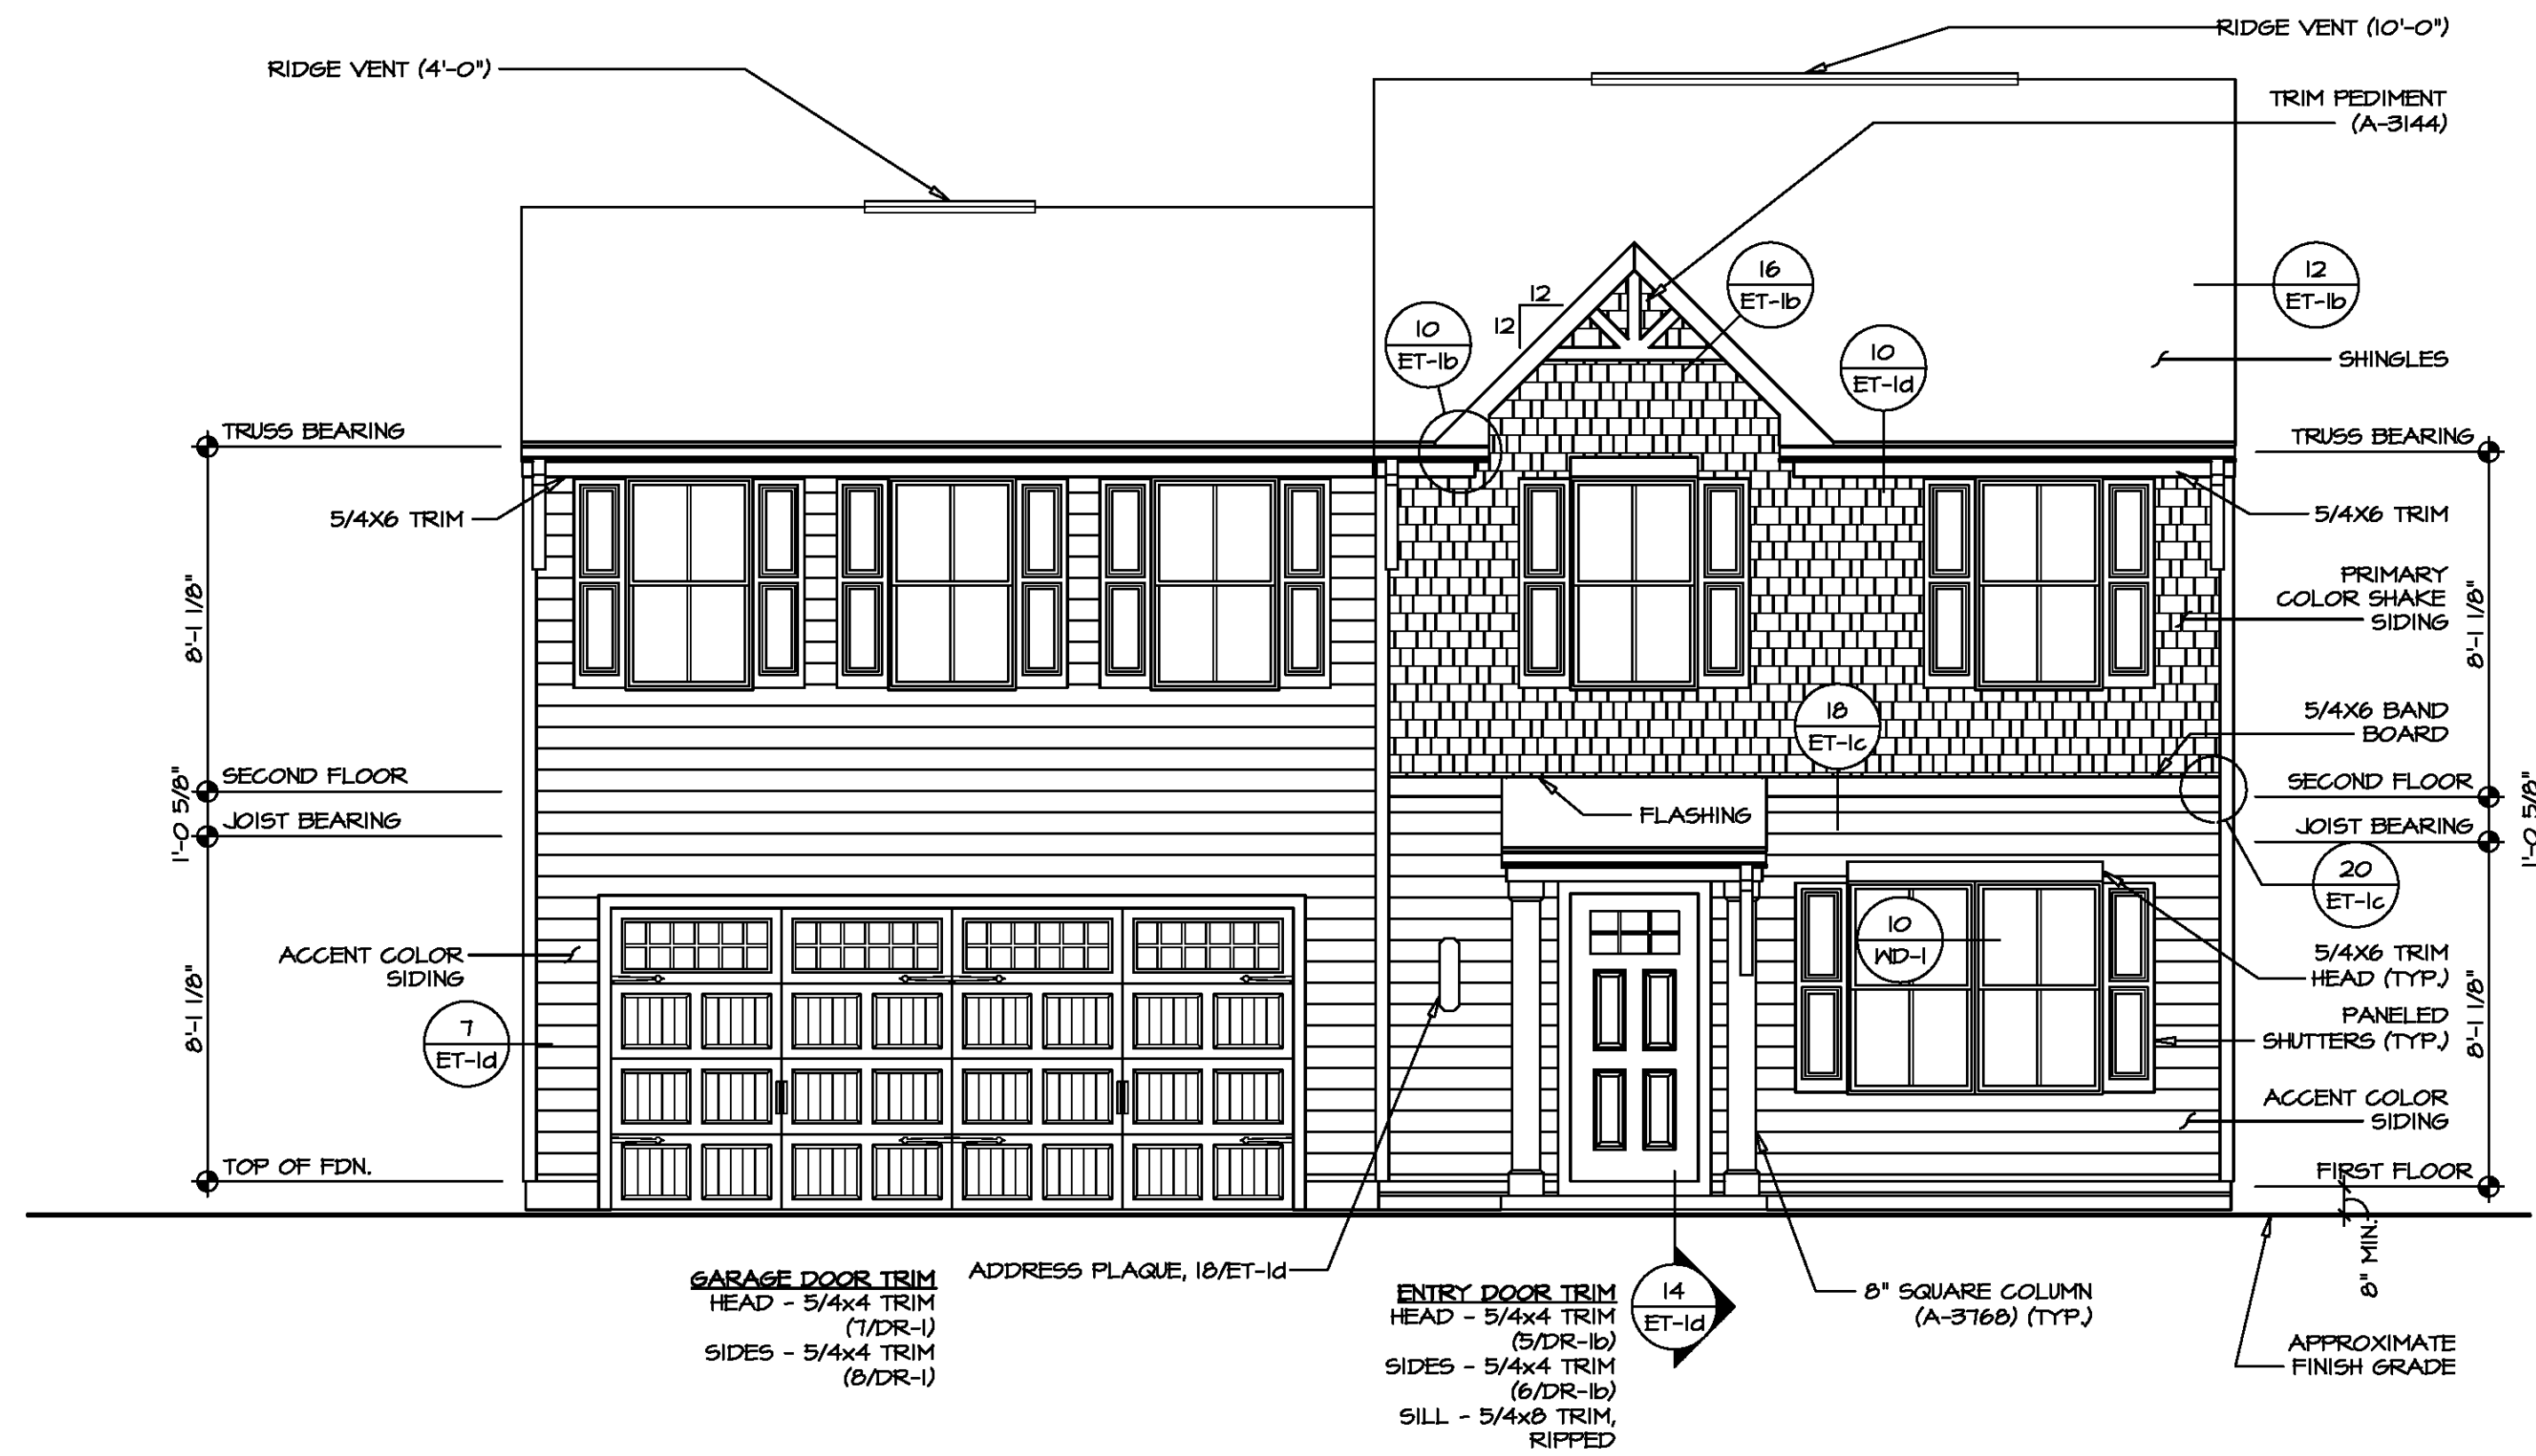 RIDGE VENT (10'-0")
RIDGE VENT (4'-0")
TRIM PEDIMENT
(A-3144)
16
ET-1b
12
ET-1b
12
12
10
ET-1b
10
ET-1d
SHINGLES
TRUSS BEARING
TRUSS BEARING
5/4X6 TRIM
5/4X6 TRIM
8'-1 1/8"
PRIMARY
COLOR SHAKE
SIDING
8'-1 1/8"
18
ET-1c
5/4X6 BAND
BOARD
SECOND FLOOR
SECOND FLOOR
1'-0 5/8"
1'-0 5/8"
FLASHING
JOIST BEARING
JOIST BEARING
20
ET-1c
10
WD-1
ACCENT COLOR
SIDING
5/4X6 TRIM
HEAD (TYP.)
8'-1 1/8"
7
ET-1d
PANELED
SHUTTERS (TYP.)
8'-1 1/8"
ACCENT COLOR
SIDING
TOP OF FDN.
FIRST FLOOR
8" MIN.
GARAGE DOOR TRIM
HEAD - 5/4x4 TRIM
(7/DR-1)
SIDES - 5/4x4 TRIM
(8/DR-1)
ADDRESS PLAQUE, 18/ET-1d
ENTRY DOOR TRIM
HEAD - 5/4x4 TRIM
(5/DR-1b)
SIDES - 5/4x4 TRIM
(6/DR-1b)
SILL - 5/4x8 TRIM,
RIPPED
14
ET-1d
8" SQUARE COLUMN
(A-3768) (TYP.)
APPROXIMATE
FINISH GRADE